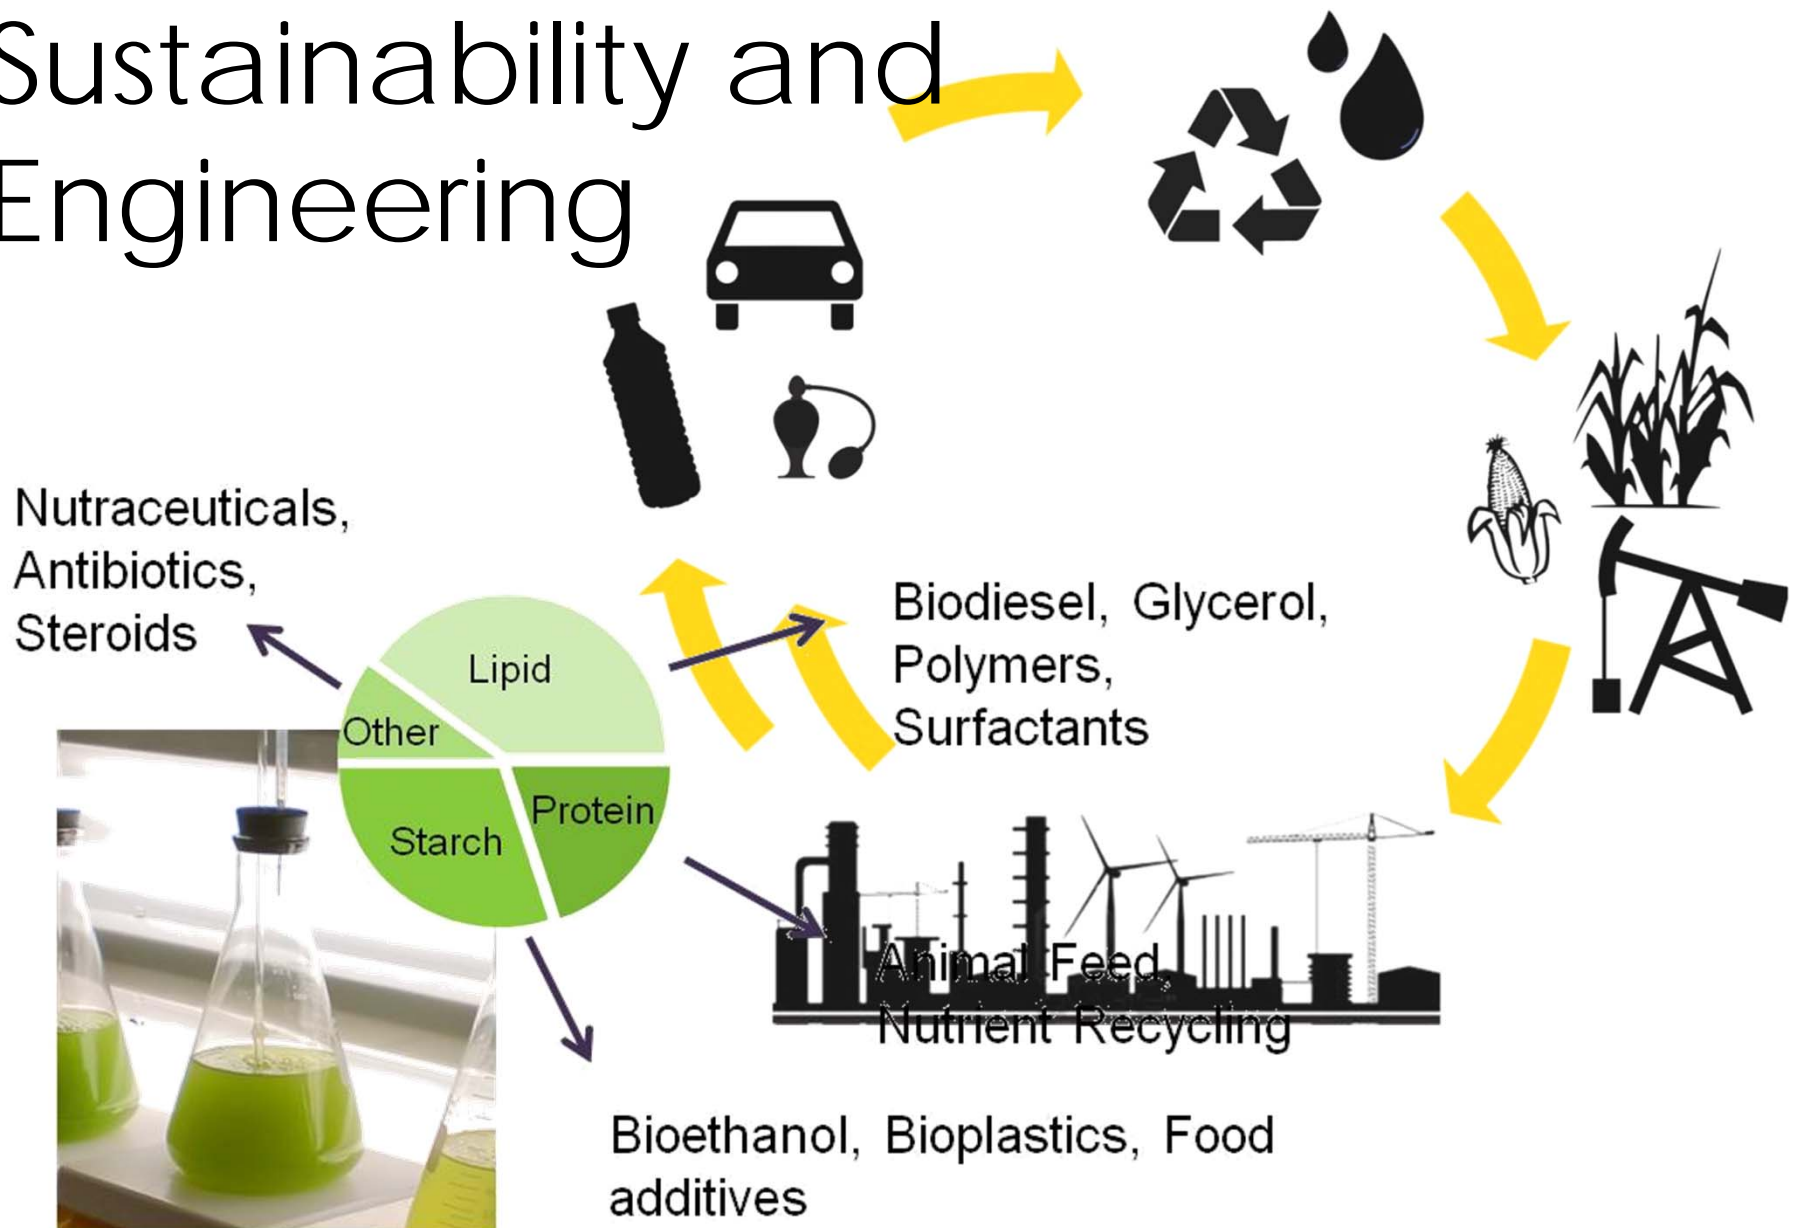 Sustainability and
Engineering
Nutraceuticals,
Antibiotics,
Steroids
Lipid
Other
Starch
Protein
Biodiesel, Glycerol,
Polymers,
Surfactants
Animal Feed,
Nutrient Recycling
Bioethanol, Bioplastics, Food
additives